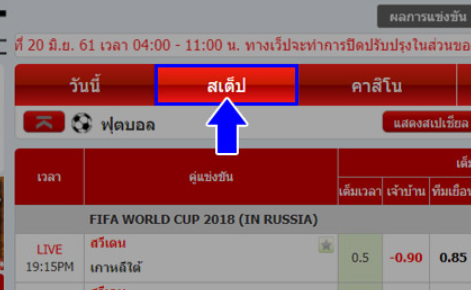 ผลการแข่งขัน
ที่ 20 มิ.ย. 61 เวลา 04:00 - 11:00 น. ทางเว็ปจะทำการปิดปรับปรุงในส่วนขอ
วันนี้ สเต็ป คาสิโน
ฟุตบอล แสดงสเปเชียล
เวลา คู่แข่งขัน เต็ม
เต็มเวลา เจ้าบ้าน ทีมเยือน
FIFA WORLD CUP 2018 (IN RUSSIA)
LIVE สวีเดน
19:15PM เกาหลีใต้ 0.5 -0.90 0.85